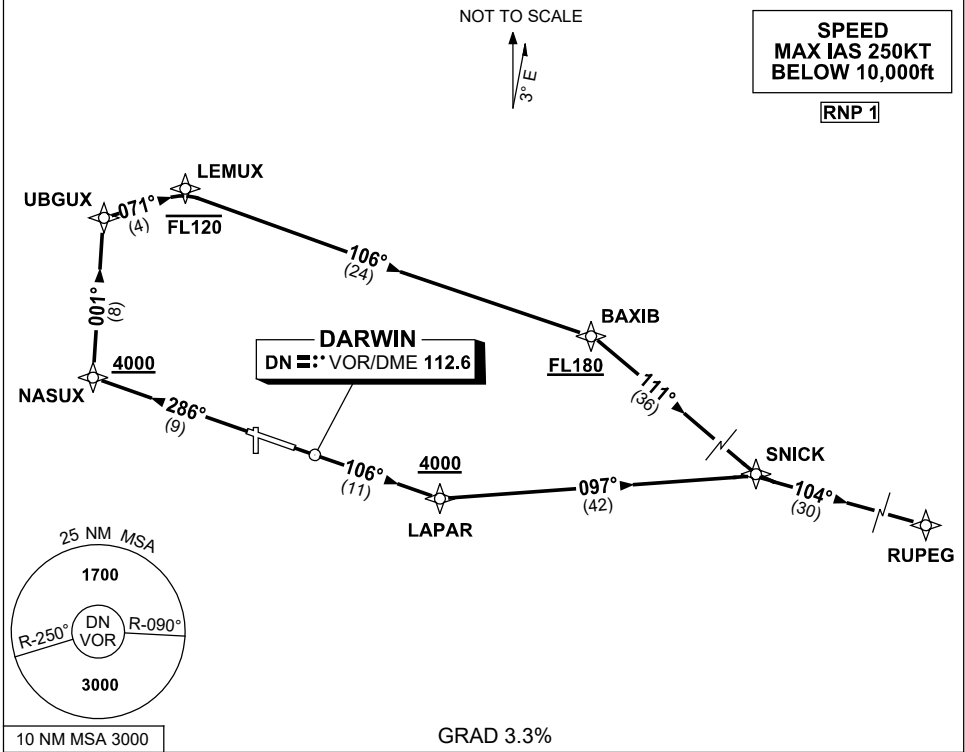 NOT TO SCALE
3° E
SPEED
MAX IAS 250KT
BELOW 10,000ft
RNP 1
LEMUX
UBGUX
071°
(4)
FL120
106°
(24)
001°
(8)
BAXIB
FL180
DARWIN
DN VOR/DME 112.6
4000
NASUX
286°
(9)
111°
(36)
SNICK
4000
106°
(11)
097°
(42)
104°
(30)
LAPAR
RUPEG
25 NM MSA
1700
R-250°
DN
VOR
R-090°
3000
10 NM MSA 3000
GRAD 3.3%